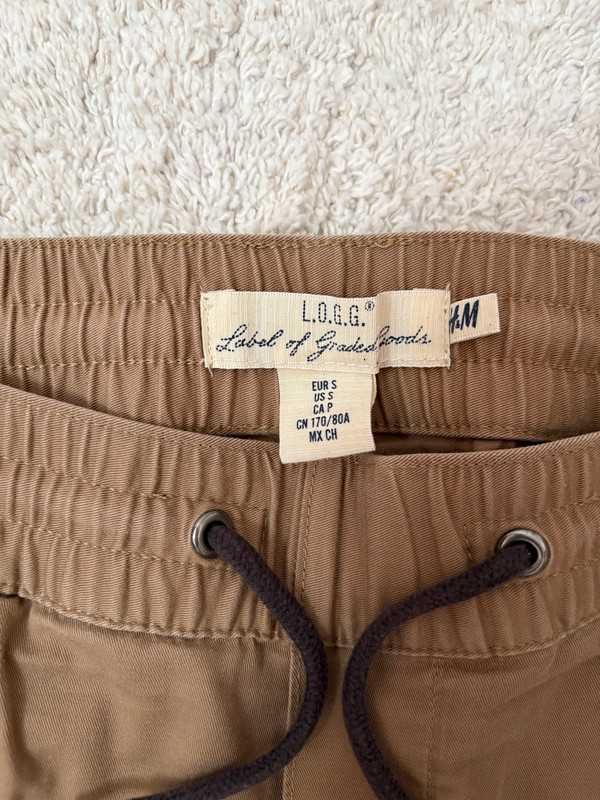 L.O.G.G.®
Label of Graded Goods
H&M
EUR S
US S
CA P
CN 170/80A
MX CH